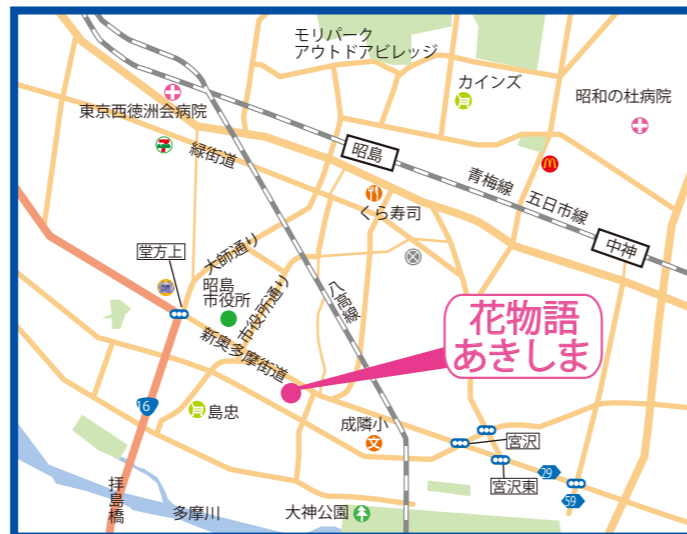 モリパーク
アウトドアビレッジ
カインズ
昭和の杜病院
東京西徳洲会病院
緑街道
昭島
青梅線
五日市線
中神
くら寿司
堂方上
大師通り
昭島
市役所
市役所通り
八高線
新奥多摩街道
花物語
あきしま
16
島忠
成隣小
文
宮沢
宮沢東
29
59
拝島橋
多摩川
大神公園
7
M